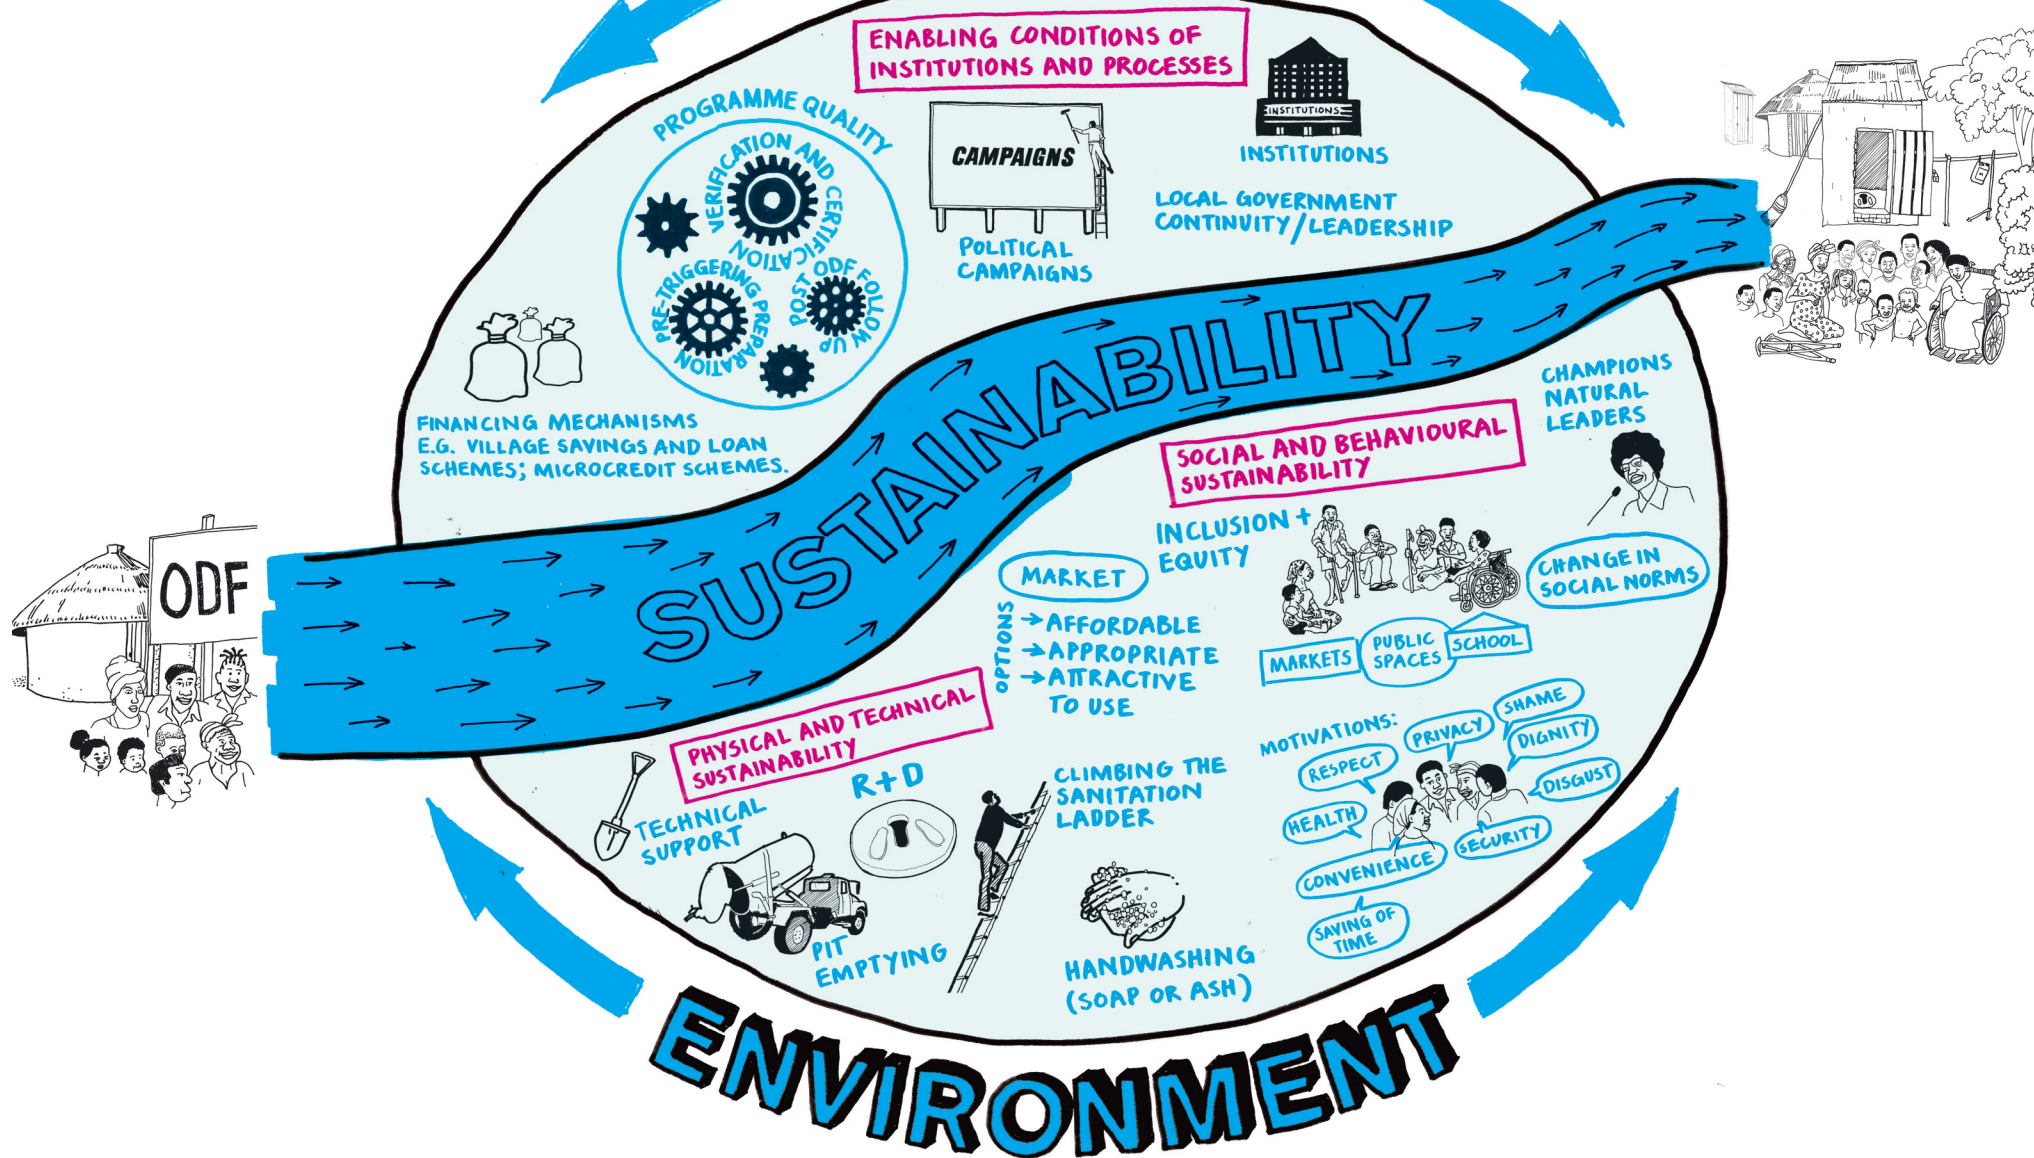 ENABLING CONDITIONS OF
INSTITUTIONS AND PROCESSES
PROGRAMME QUALITY
VERIFICATION AND CERTIFICATION
PRE-TRIGGERING PREPARATION
POST ODF FOLLOW UP
CAMPAIGNS
POLITICAL
CAMPAIGNS
INSTITUTIONS
INSTITUTIONS
LOCAL GOVERNMENT
CONTINUITY/LEADERSHIP
FINANCING MECHANISMS
E.G. VILLAGE SAVINGS AND LOAN
SCHEMES; MICROCREDIT SCHEMES.
ODF
SUSTAINABILITY
SOCIAL AND BEHAVIOURAL
SUSTAINABILITY
CHAMPIONS
NATURAL
LEADERS
INCLUSION +
EQUITY
CHANGE IN
SOCIAL NORMS
MARKETS
PUBLIC
SPACES
SCHOOL
MOTIVATIONS:
SHAME
PRIVACY
DIGNITY
RESPECT
DISGUST
HEALTH
SECURITY
CONVENIENCE
SAVING OF
TIME
MARKET
OPTIONS
→ AFFORDABLE
→ APPROPRIATE
→ ATTRACTIVE
TO USE
PHYSICAL AND TECHNICAL
SUSTAINABILITY
TECHNICAL
SUPPORT
R+D
PIT
EMPTYING
CLIMBING THE
SANITATION
LADDER
HANDWASHING
(SOAP OR ASH)
ENVIRONMENT